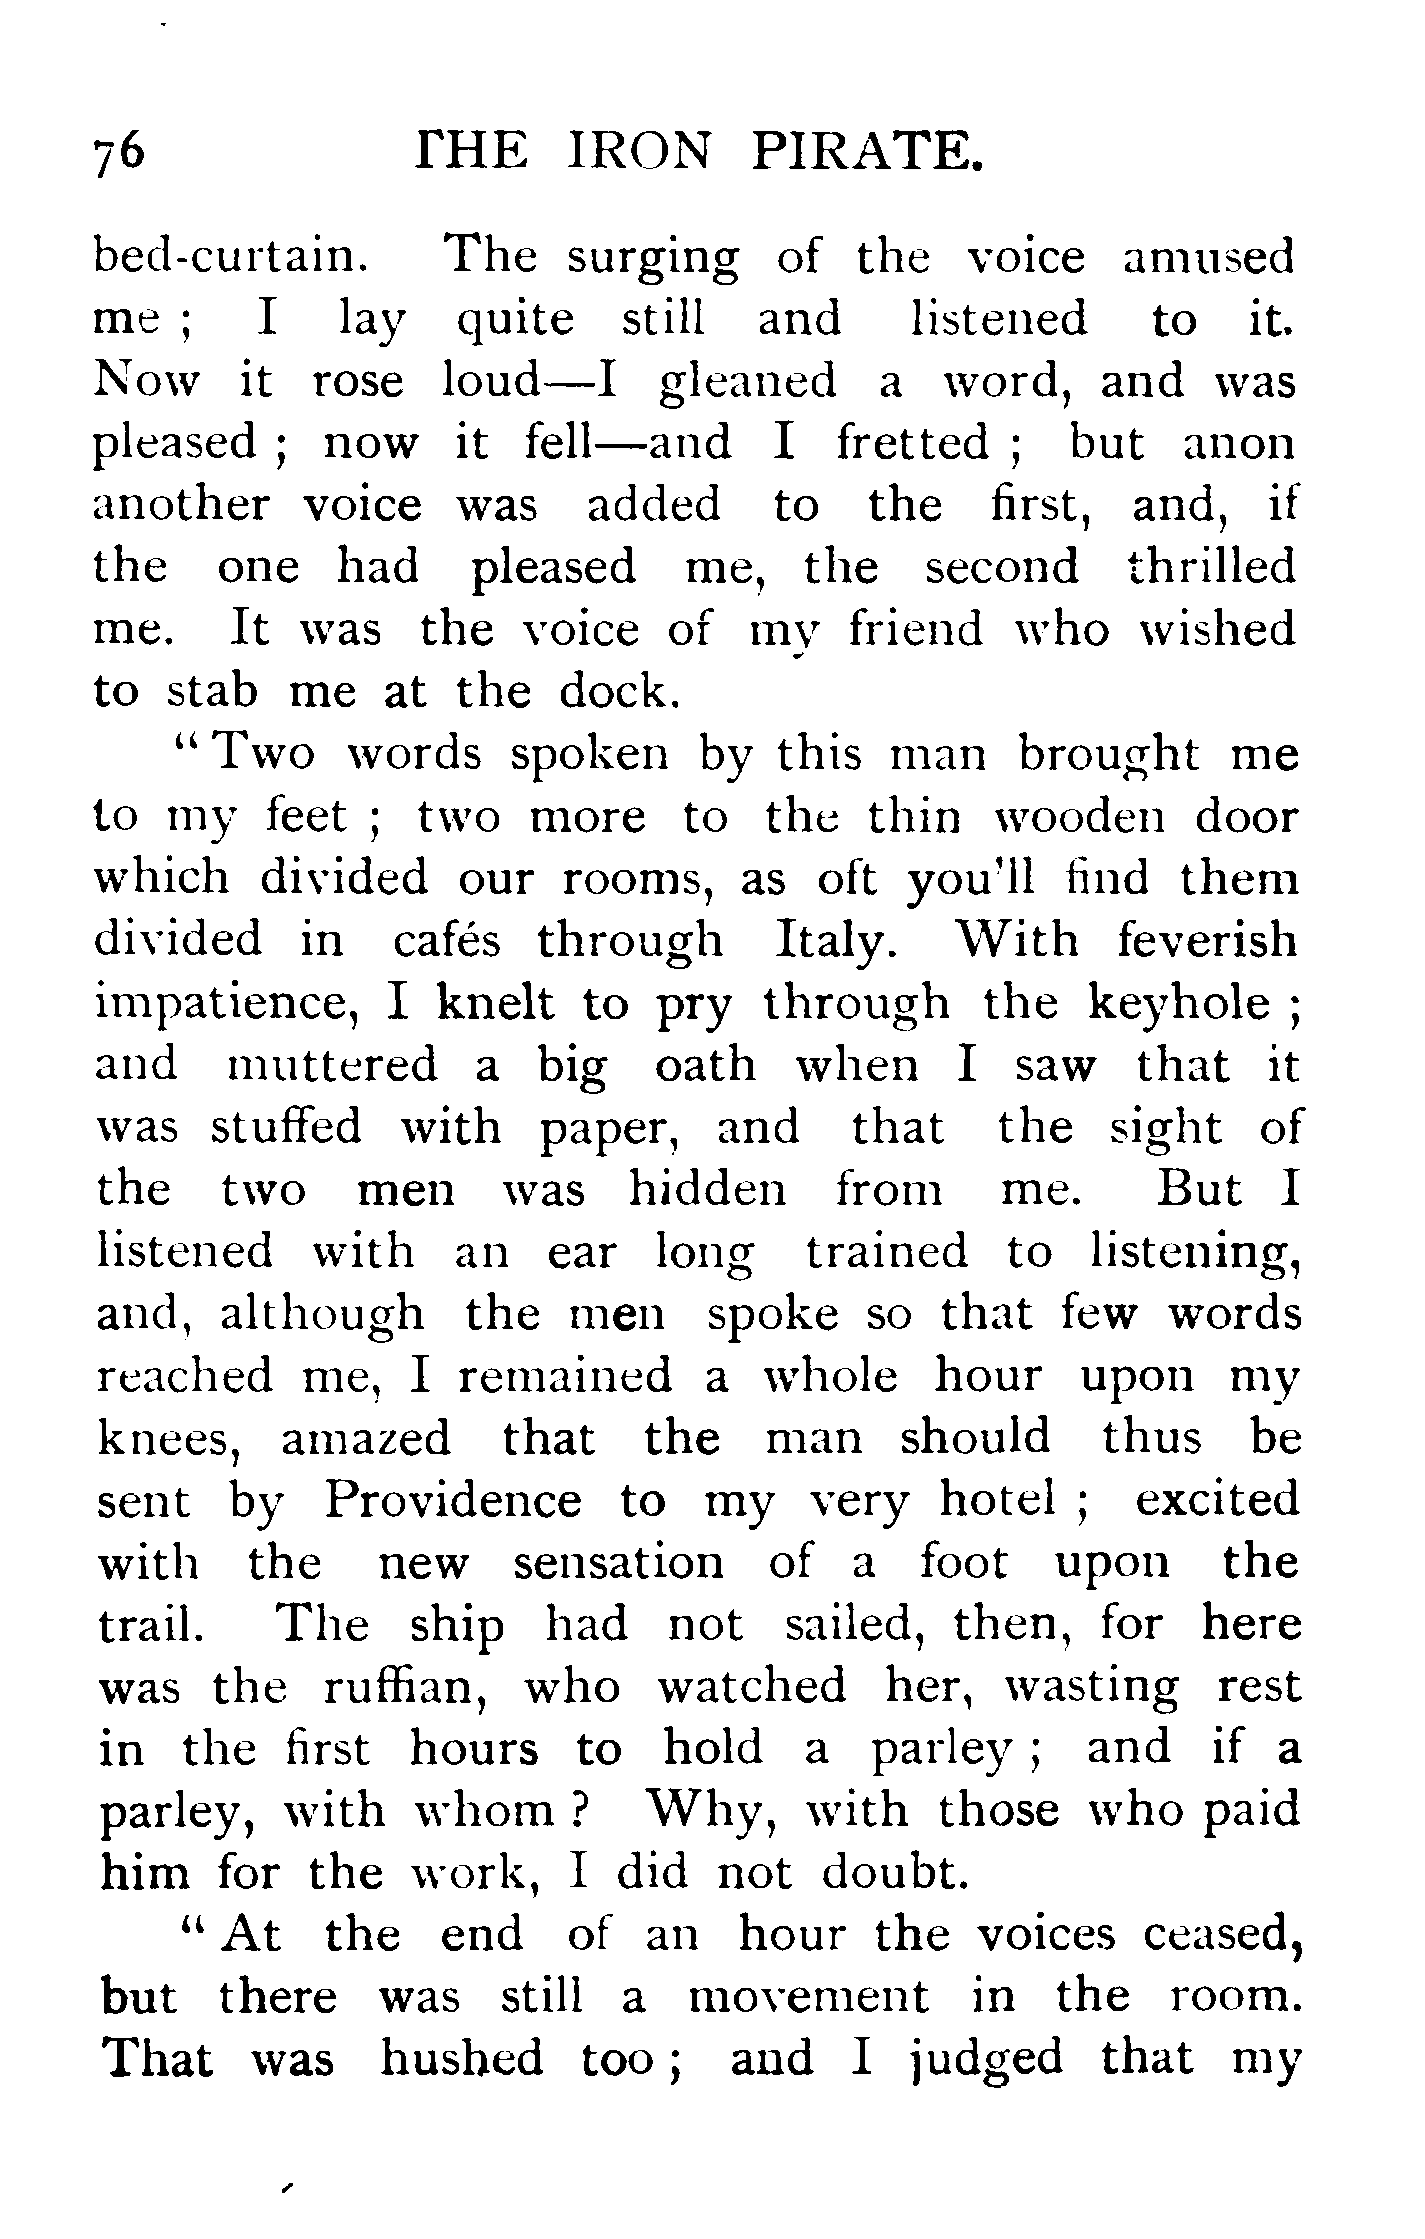 76 THE IRON PIRATE.
bed-curtain. The surging of the voice amused
me ; I lay quite still and listened to it.
Now it rose loud—I gleaned a word, and was
pleased ; now it fell—and I fretted ; but anon
another voice was added to the first, and, if
the one had pleased me, the second thrilled
me. It was the voice of my friend who wished
to stab me at the dock.
“ Two words spoken by this man brought me
to my feet ; two more to the thin wooden door
which divided our rooms, as oft you'll find them
divided in cafés through Italy. With feverish
impatience, I knelt to pry through the keyhole ;
and muttered a big oath when I saw that it
was stuffed with paper, and that the sight of
the two men was hidden from me. But I
listened with an ear long trained to listening,
and, although the men spoke so that few words
reached me, I remained a whole hour upon my
knees, amazed that the man should thus be
sent by Providence to my very hotel ; excited
with the new sensation of a foot upon the
trail. The ship had not sailed, then, for here
was the ruffian, who watched her, wasting rest
in the first hours to hold a parley ; and if a
parley, with whom ? Why, with those who paid
him for the work, I did not doubt.
“ At the end of an hour the voices ceased,
but there was still a movement in the room.
That was hushed too ; and I judged that my